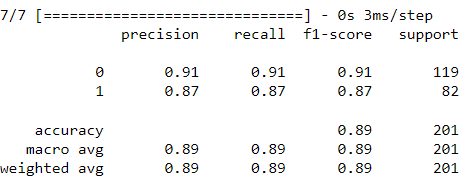 7/7 [==============================] - 0s 3ms/step
precision recall f1-score support
0 0.91 0.91 0.91 119
1 0.87 0.87 0.87 82
accuracy 0.89 201
macro avg 0.89 0.89 0.89 201
weighted avg 0.89 0.89 0.89 201